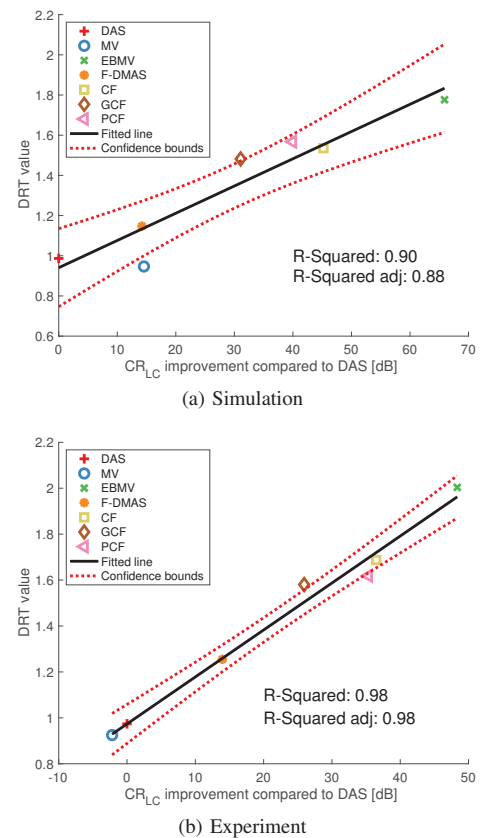 2.2
2
1.8
1.6
1.4
1.2
1
0.8
0.6
DRT value
DAS
MV
EBMV
F-DMAS
CF
GCF
PCF
Fitted line
Confidence bounds
R-Squared: 0.90
R-Squared adj: 0.88
0 10 20 30 40 50 60 70
CR_LC improvement compared to DAS [dB]
(a) Simulation
2.2
2
1.8
1.6
1.4
1.2
1
0.8
DRT value
DAS
MV
EBMV
F-DMAS
CF
GCF
PCF
Fitted line
Confidence bounds
R-Squared: 0.98
R-Squared adj: 0.98
-10 0 10 20 30 40 50
CR_LC improvement compared to DAS [dB]
(b) Experiment